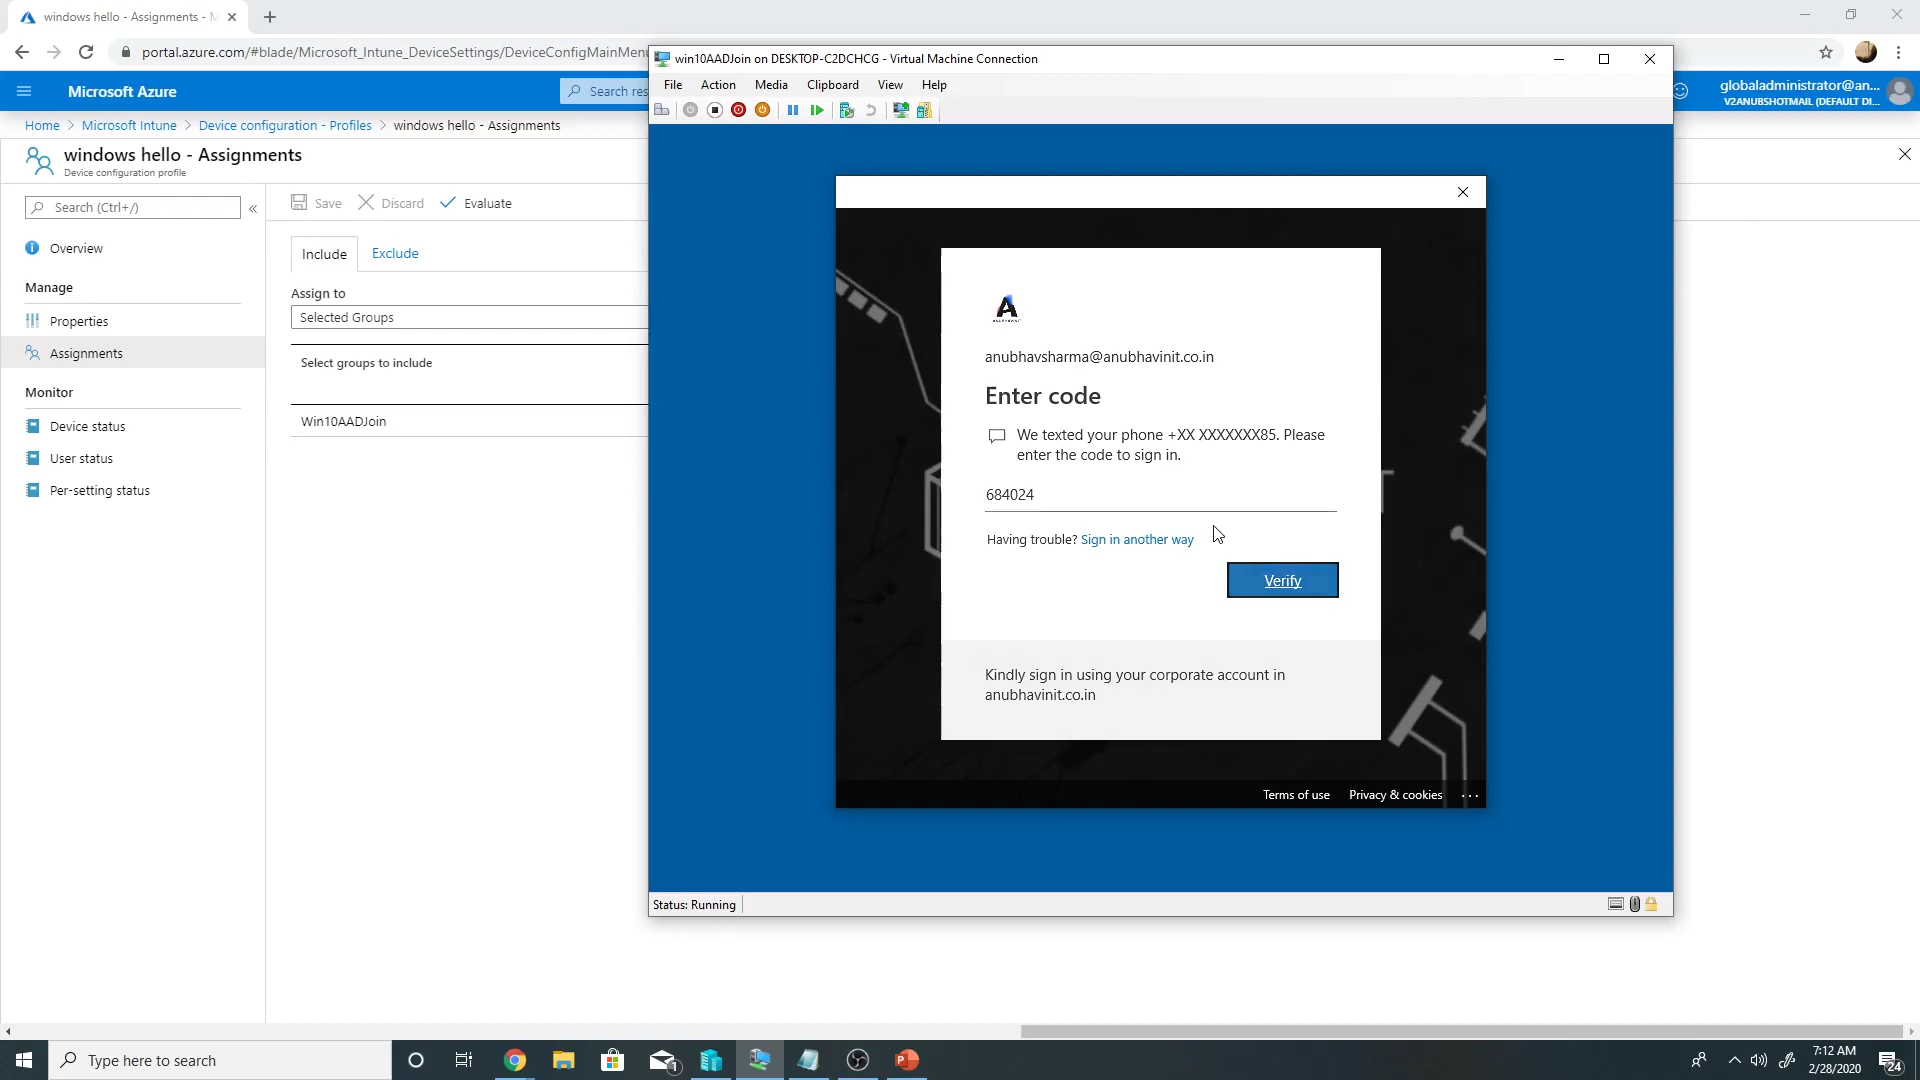 windows hello - Assignments - M
portal.azure.com/#blade/Microsoft_Intune_DeviceSettings/DeviceConfigMainMenu
Microsoft Azure
Search res
globaladministrator@an...
V2ANUBSHOTMAIL (DEFAULT DI...
Home > Microsoft Intune > Device configuration - Profiles > windows hello - Assignments
windows hello - Assignments
Device configuration profile
Search (Ctrl+/)
«
Overview
Manage
Properties
Assignments
Monitor
Device status
User status
Per-setting status
Save
Discard
Evaluate
Include
Exclude
Assign to
Selected Groups
Select groups to include
Win10AADJoin
win10AADJoin on DESKTOP-C2DCHCG - Virtual Machine Connection
File Action Media Clipboard View Help
anubhavsharma@anubhavinit.co.in
Enter code
We texted your phone +XX XXXXXXX85. Please
enter the code to sign in.
684024
Having trouble? Sign in another way
Verify
Kindly sign in using your corporate account in
anubhavinit.co.in
Terms of use Privacy & cookies ...
Status: Running
Type here to search
1
7:12 AM
2/28/2020
24